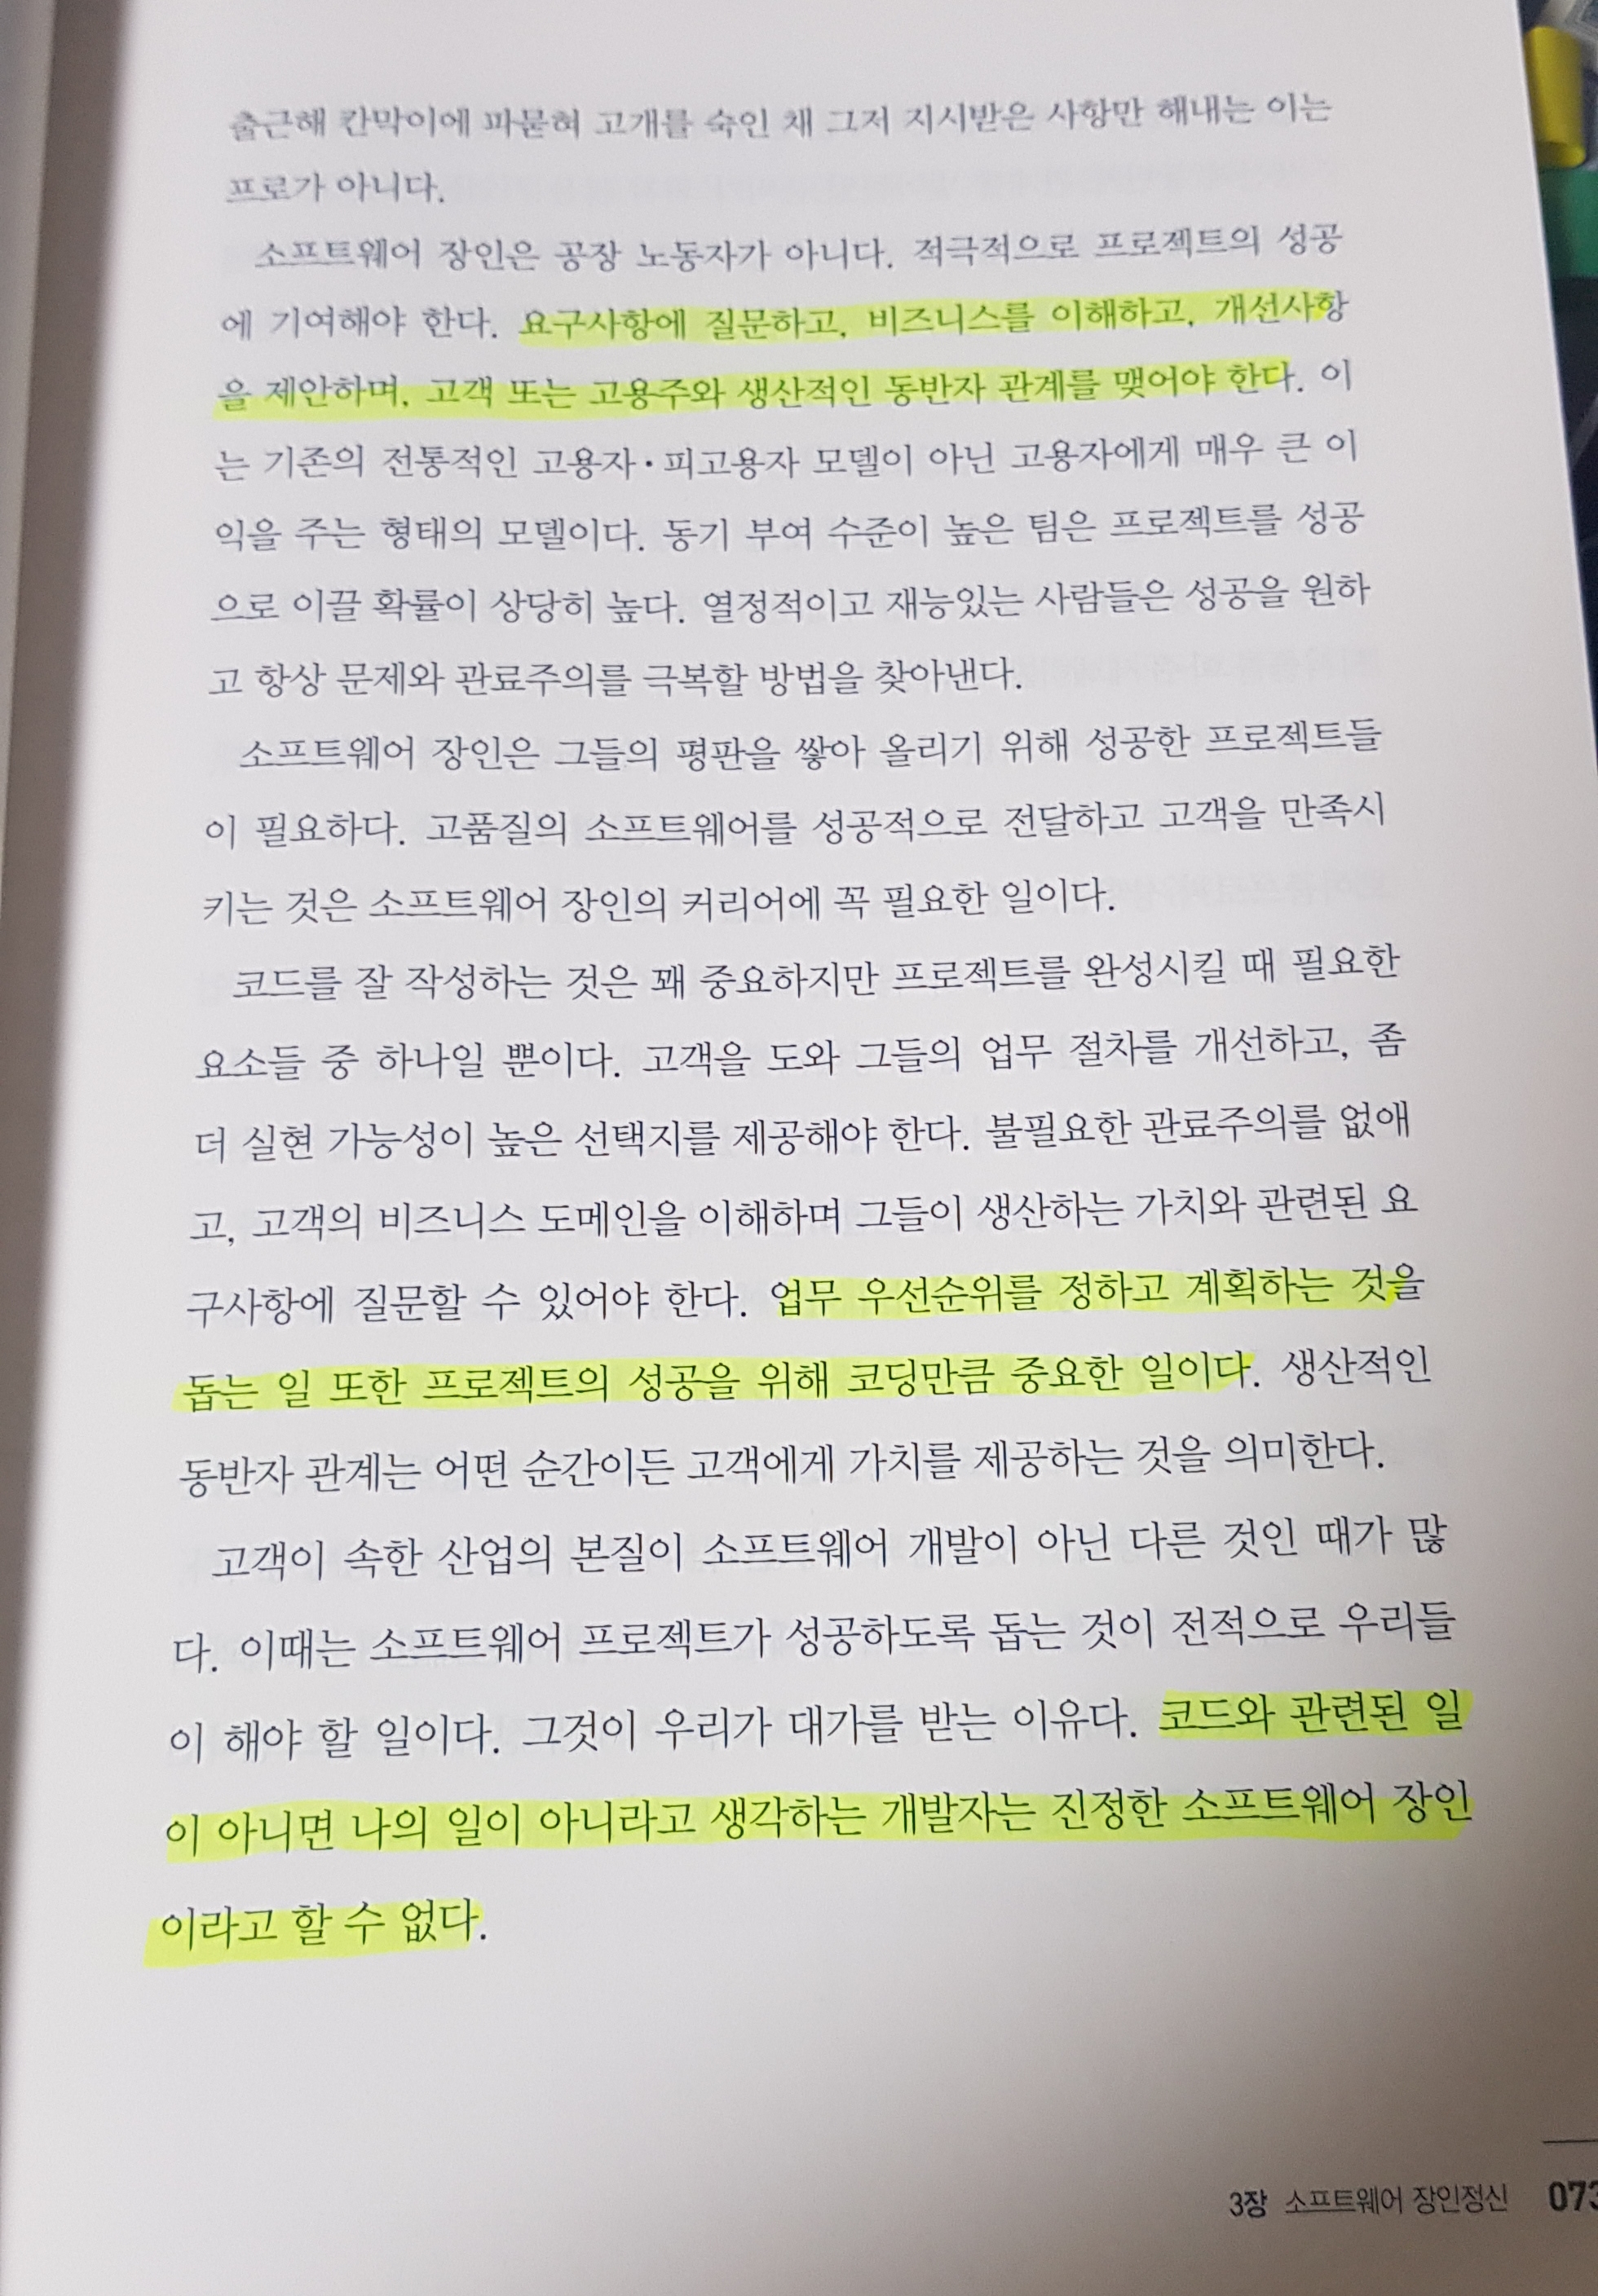 출근해 칸막이에 파묻혀 고개를 숙인 채 그저 지시받은 사항만 해내는 이는
프로가 아니다.
소프트웨어 장인은 공장 노동자가 아니다. 적극적으로 프로젝트의 성공
에 기여해야 한다. 요구사항에 질문하고, 비즈니스를 이해하고, 개선사항
을 제안하며, 고객 또는 고용주와 생산적인 동반자 관계를 맺어야 한다. 이
는 기존의 전통적인 고용자·피고용자 모델이 아닌 고용자에게 매우 큰 이
익을 주는 형태의 모델이다. 동기 부여 수준이 높은 팀은 프로젝트를 성공
으로 이끌 확률이 상당히 높다. 열정적이고 재능있는 사람들은 성공을 원하
고 항상 문제와 관료주의를 극복할 방법을 찾아낸다.
소프트웨어 장인은 그들의 평판을 쌓아 올리기 위해 성공한 프로젝트들
이 필요하다. 고품질의 소프트웨어를 성공적으로 전달하고 고객을 만족시
키는 것은 소프트웨어 장인의 커리어에 꼭 필요한 일이다.
코드를 잘 작성하는 것은 꽤 중요하지만 프로젝트를 완성시킬 때 필요한
요소들 중 하나일 뿐이다. 고객을 도와 그들의 업무 절차를 개선하고, 좀
더 실현 가능성이 높은 선택지를 제공해야 한다. 불필요한 관료주의를 없애
고, 고객의 비즈니스 도메인을 이해하며 그들이 생산하는 가치와 관련된 요
구사항에 질문할 수 있어야 한다. 업무 우선순위를 정하고 계획하는 것을
돕는 일 또한 프로젝트의 성공을 위해 코딩만큼 중요한 일이다. 생산적인
동반자 관계는 어떤 순간이든 고객에게 가치를 제공하는 것을 의미한다.
고객이 속한 산업의 본질이 소프트웨어 개발이 아닌 다른 것인 때가 많
다. 이때는 소프트웨어 프로젝트가 성공하도록 돕는 것이 전적으로 우리들
이 해야 할 일이다. 그것이 우리가 대가를 받는 이유다. 코드와 관련된 일
이 아니면 나의 일이 아니라고 생각하는 개발자는 진정한 소프트웨어 장인
이라고 할 수 없다.
3장 소프트웨어 장인정신 073